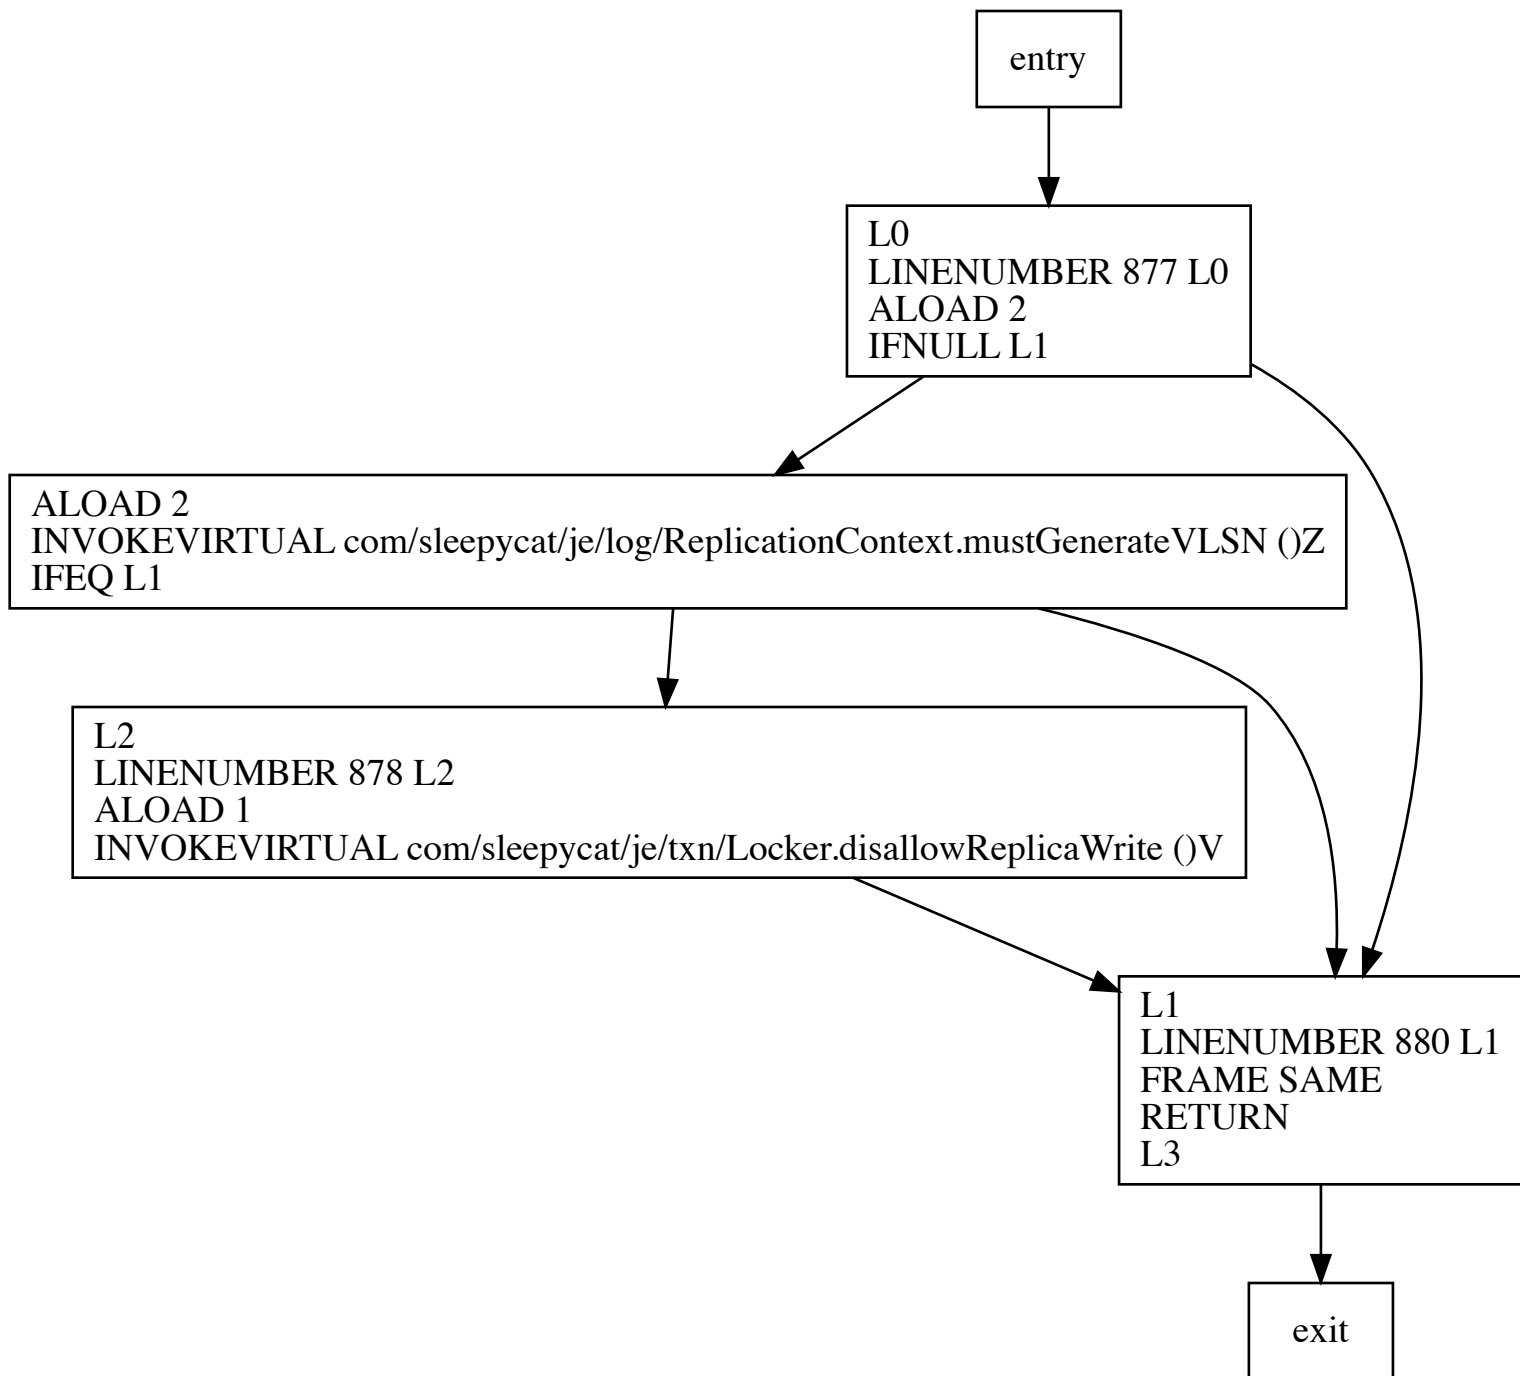 entry
L0
LINENUMBER 877 L0
ALOAD 2
IFNULL L1
ALOAD 2
INVOKEVIRTUAL com/sleepycat/je/log/ReplicationContext.mustGenerateVLSN ()Z
IFEQ L1
L2
LINENUMBER 878 L2
ALOAD 1
INVOKEVIRTUAL com/sleepycat/je/txn/Locker.disallowReplicaWrite ()V
L1
LINENUMBER 880 L1
FRAME SAME
RETURN
L3
exit